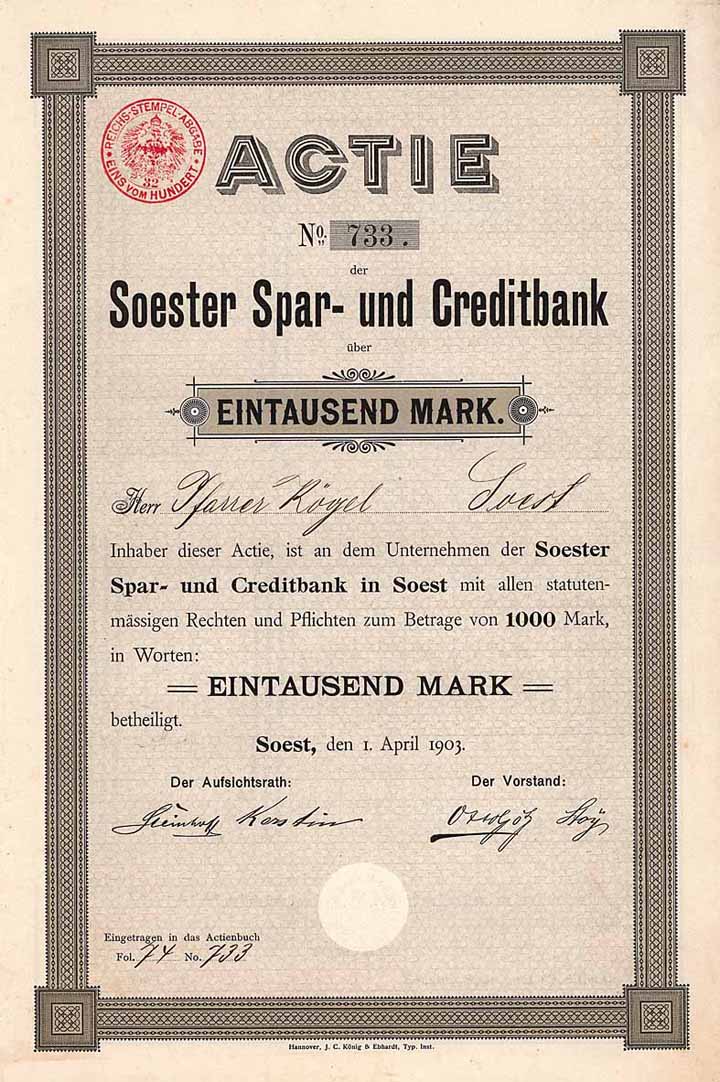 REICHS-STEMPEL-ABGABE
32
EINS VOM HUNDERT
ACTIE
No. 733.
der
Soester Spar- und Creditbank
über
EINTAUSEND MARK.
Herr Pfarrer Kögel Soest
Inhaber dieser Actie, ist an dem Unternehmen der Soester
Spar- und Creditbank in Soest mit allen statuten-
mässigen Rechten und Pflichten zum Betrage von 1000 Mark,
in Worten:
EINTAUSEND MARK
betheiligt.
Soest, den 1. April 1903.
Der Aufsichtsrath: Der Vorstand:
Kerstin
Eingetragen in das Actienbuch
Fol. 74 No. 733
Hannover, J. C. König & Ebhardt, Typ. Inst.